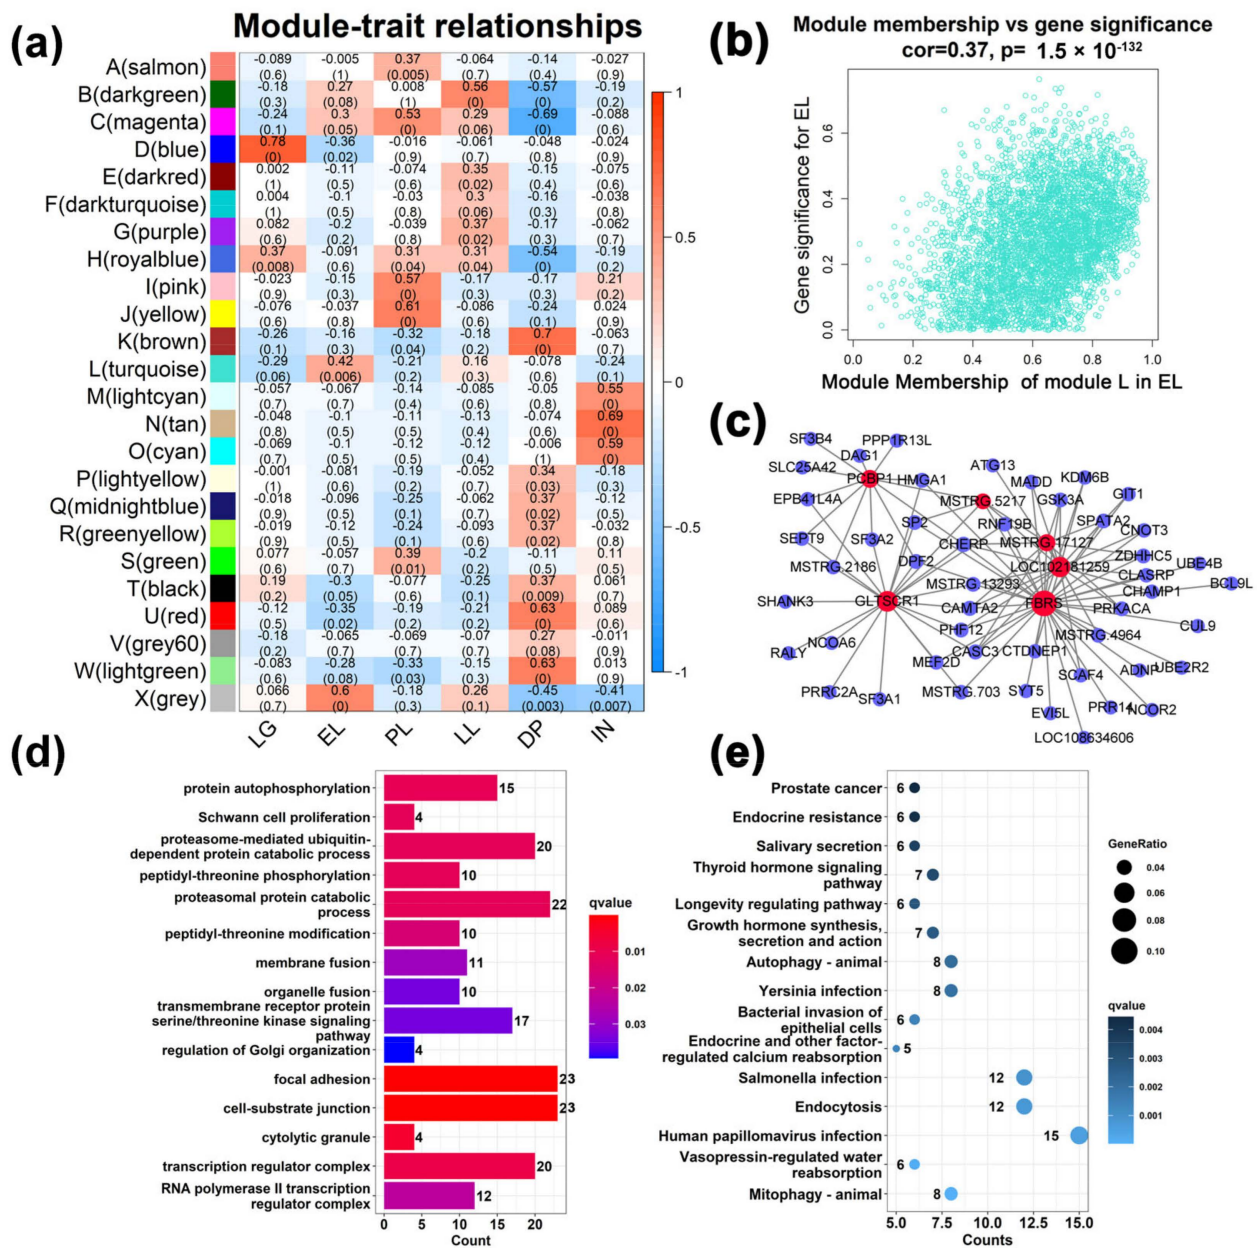 (a)
Module-trait relationships
A(salmon) -0.089 -0.005 0.37 -0.064 -0.14 -0.027
(0.6) (1) (0.005) (0.7) (0.4) (0.9)
B(darkgreen) -0.18 0.27 0.008 0.56 -0.57 -0.19
(0.3) (0.08) (1) (0) (0) (0.2)
C(magenta) -0.24 0.3 0.53 0.29 -0.69 -0.088
(0.1) (0.05) (0) (0.06) (0) (0.6)
D(blue) 0.78 -0.36 -0.016 -0.061 -0.048 -0.024
(0) (0.02) (0.9) (0.7) (0.8) (0.9)
E(darkred) 0.002 -0.11 -0.074 0.35 -0.15 -0.075
(1) (0.5) (0.6) (0.02) (0.4) (0.6)
F(darkturquoise) 0.004 -0.1 -0.03 0.3 -0.16 -0.038
(1) (0.5) (0.8) (0.06) (0.3) (0.8)
G(purple) 0.082 -0.2 -0.039 0.37 -0.17 -0.062
(0.6) (0.2) (0.8) (0.02) (0.3) (0.7)
H(royalblue) 0.37 -0.091 0.31 0.31 -0.54 -0.19
(0.008) (0.6) (0.04) (0.04) (0) (0.2)
I(pink) -0.023 -0.15 0.57 -0.17 -0.17 0.21
(0.9) (0.3) (0) (0.3) (0.3) (0.2)
J(yellow) -0.076 -0.037 0.61 -0.086 -0.24 0.024
(0.6) (0.8) (0) (0.6) (0.1) (0.9)
K(brown) -0.26 -0.16 -0.32 -0.18 0.7 -0.063
(0.1) (0.3) (0.04) (0.2) (0) (0.7)
L(turquoise) -0.29 0.42 -0.21 0.16 -0.078 -0.24
(0.06) (0.006) (0.2) (0.3) (0.6) (0.1)
M(lightcyan) -0.057 -0.067 -0.14 -0.085 -0.05 0.55
(0.7) (0.7) (0.4) (0.6) (0.8) (0)
N(tan) -0.048 -0.1 -0.11 -0.13 -0.074 0.69
(0.8) (0.5) (0.5) (0.4) (0.6) (0)
O(cyan) -0.069 -0.1 -0.12 -0.12 -0.006 0.59
(0.7) (0.5) (0.5) (0.4) (1) (0)
P(lightyellow) -0.001 -0.081 -0.19 -0.052 0.34 -0.18
(1) (0.6) (0.2) (0.7) (0.03) (0.3)
Q(midnightblue) -0.018 -0.096 -0.25 -0.062 0.37 -0.12
(0.9) (0.5) (0.1) (0.7) (0.02) (0.5)
R(greenyellow) -0.019 -0.12 -0.24 -0.093 0.37 -0.032
(0.9) (0.5) (0.1) (0.6) (0.02) (0.8)
S(green) 0.077 -0.057 0.39 -0.2 -0.11 0.11
(0.6) (0.7) (0.01) (0.2) (0.5) (0.5)
T(black) 0.19 -0.3 -0.077 -0.25 0.37 0.061
(0.2) (0.05) (0.6) (0.1) (0.009) (0.7)
U(red) -0.12 -0.35 -0.19 -0.21 0.63 0.089
(0.5) (0.02) (0.2) (0.2) (0) (0.6)
V(grey60) -0.18 -0.065 -0.069 -0.07 0.27 -0.011
(0.2) (0.7) (0.7) (0.7) (0.08) (0.9)
W(lightgreen) -0.083 -0.28 -0.33 -0.15 0.63 0.013
(0.6) (0.08) (0.03) (0.3) (0) (0.9)
X(grey) 0.066 0.6 -0.18 0.26 -0.45 -0.41
(0.7) (0) (0.3) (0.1) (0.003) (0.007)
LG EL PL LL DP IN
1
0.5
0
-0.5
-1
(b)
Module membership vs gene significance
cor=0.37, p= 1.5 × 10⁻¹³²
Gene significance for EL
0.6
0.4
0.2
0.0
0.0 0.2 0.4 0.6 0.8 1.0
Module Membership of module L in EL
(c)
SF3B4 PPP1R13L
DAG1
SLC25A42 ATG13
PCBP1 HMGA1 MADD KDM6B
EPB41L4A MSTRG.5217 GSK3A GIT1
SP2 RNF19B SPATA2 CNOT3
SEPT9 SF3A2 CHERP MSTRG.17127
DPF2 ZDHHC5 UBE4B
MSTRG.2186 LOC102181259 CLASRP
MSTRG.13293 CHAMP1 BCL9L
SHANK3 GLTSCR1 CAMTA2 FBRS PRKACA
PHF12 MSTRG.4964 CUL9
NCOA6 CASC3 CTDNEP1
RALY MEF2D SCAF4 ADNP UBE2R2
PRRC2A SF3A1 MSTRG.703 SYT5
EVI5L PRR14 NCOR2
LOC108634606
(d)
protein autophosphorylation 15
Schwann cell proliferation 4
proteasome-mediated ubiquitin-
dependent protein catabolic process 20
peptidyl-threonine phosphorylation 10
proteasomal protein catabolic
process 22
peptidyl-threonine modification 10
membrane fusion 11
organelle fusion 10
transmembrane receptor protein
serine/threonine kinase signaling 17
pathway
regulation of Golgi organization 4
focal adhesion 23
cell-substrate junction 23
cytolytic granule 4
transcription regulator complex 20
RNA polymerase II transcription
regulator complex 12
0 5 10 15 20
Count
qvalue
0.01
0.02
0.03
(e)
Prostate cancer 6
Endocrine resistance 6
Salivary secretion 6
Thyroid hormone signaling
pathway 7
Longevity regulating pathway 6
Growth hormone synthesis,
secretion and action 7
Autophagy - animal 8
Yersinia infection 8
Bacterial invasion of
epithelial cells 6
Endocrine and other factor-
regulated calcium reabsorption 5
Salmonella infection 12
Endocytosis 12
Human papillomavirus infection 15
Vasopressin-regulated water
reabsorption 6
Mitophagy - animal 8
5.0 7.5 10.0 12.5 15.0
Counts
GeneRatio
0.04
0.06
0.08
0.10
qvalue
0.004
0.003
0.002
0.001